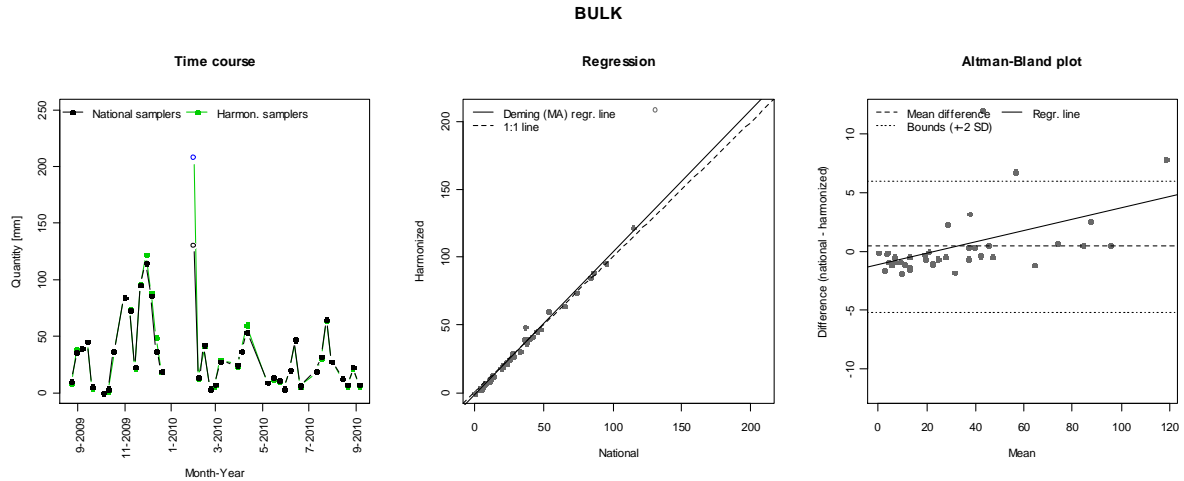 BULK
Time course
Regression
Altman-Bland plot
National samplers
Harmon. samplers
Quantity [mm]
0
50
100
150
200
250
9-2009
11-2009
1-2010
3-2010
5-2010
7-2010
9-2010
Month-Year
Deming (MA) regr. line
1:1 line
Harmonized
0
50
100
150
200
0
50
100
150
200
National
Mean difference
Regr. line
Bounds (+-2 SD)
Difference (national - harmonized)
-10
-5
0
5
10
0
20
40
60
80
100
120
Mean